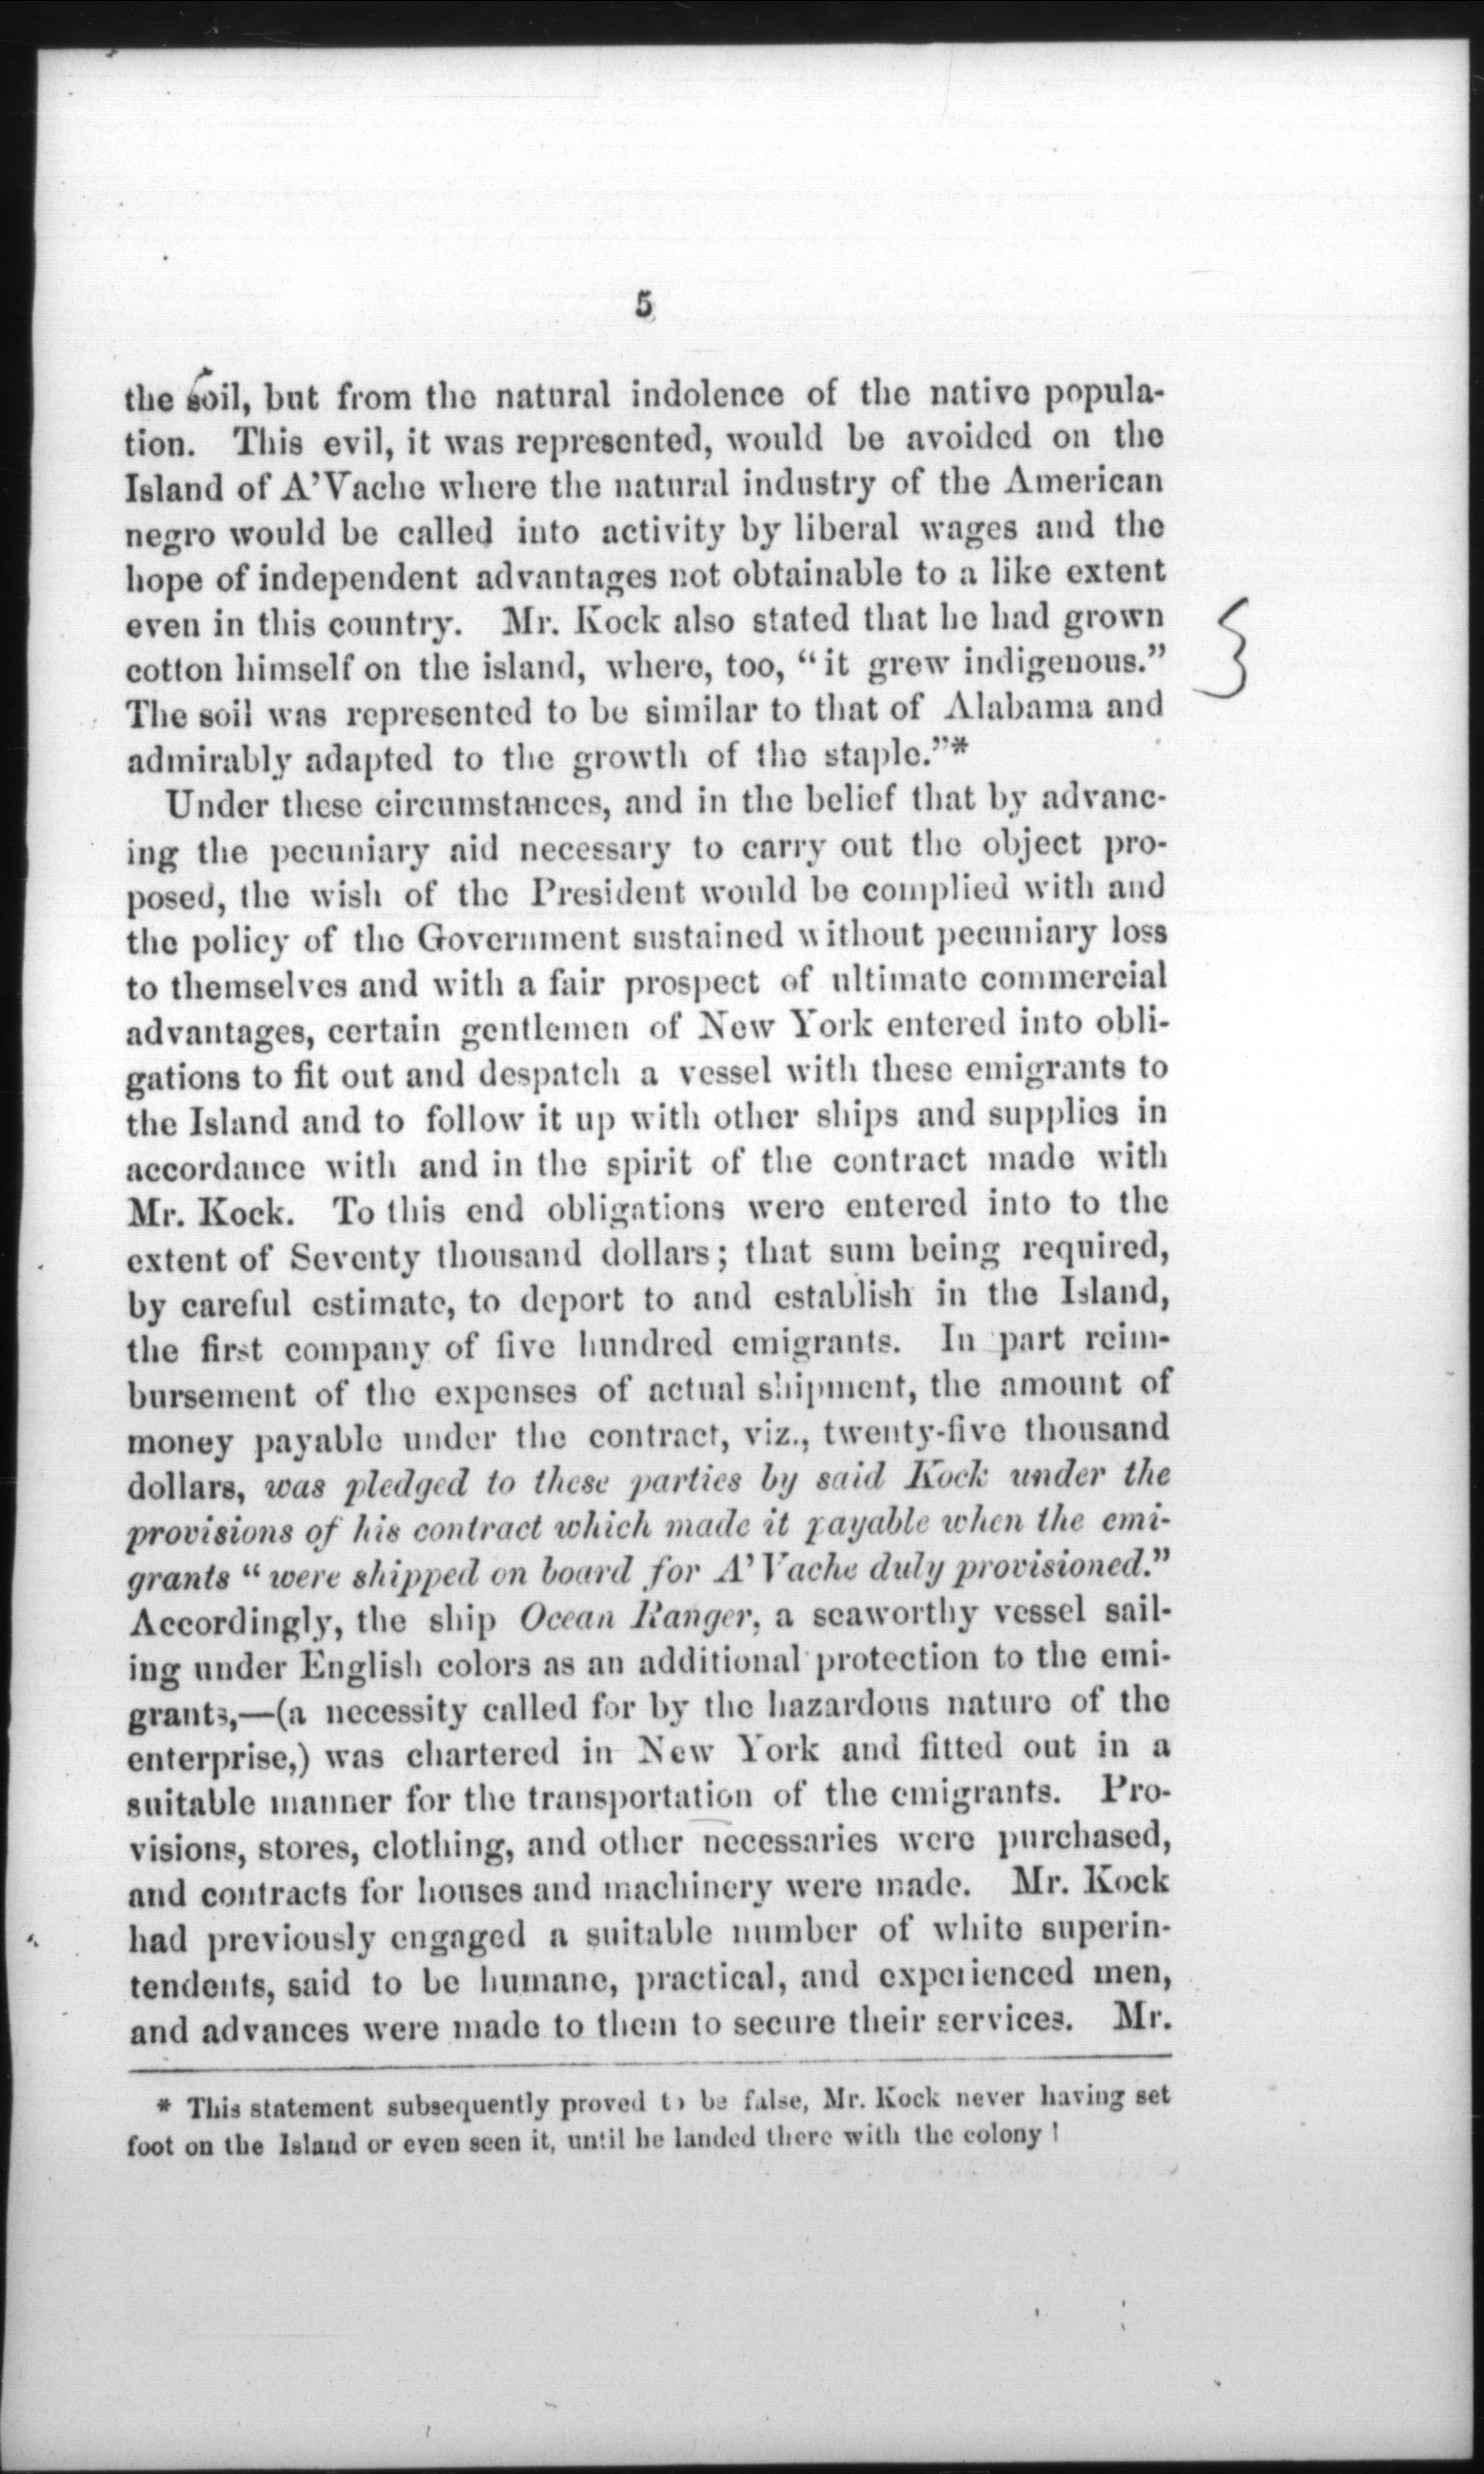 5
the soil, but from the natural indolence of the native popula-
tion. This evil, it was represented, would be avoided on the
Island of A'Vache where the natural industry of the American
negro would be called into activity by liberal wages and the
hope of independent advantages not obtainable to a like extent
even in this country. Mr. Kock also stated that he had grown
cotton himself on the island, where, too, "it grew indigenous."
The soil was represented to be similar to that of Alabama and
admirably adapted to the growth of the staple."*
Under these circumstances, and in the belief that by advanc-
ing the pecuniary aid necessary to carry out the object pro-
posed, the wish of the President would be complied with and
the policy of the Government sustained without pecuniary loss
to themselves and with a fair prospect of ultimate commercial
advantages, certain gentlemen of New York entered into obli-
gations to fit out and despatch a vessel with these emigrants to
the Island and to follow it up with other ships and supplies in
accordance with and in the spirit of the contract made with
Mr. Kock. To this end obligations were entered into to the
extent of Seventy thousand dollars; that sum being required,
by careful estimate, to deport to and establish in the Island,
the first company of five hundred emigrants. In part reim-
bursement of the expenses of actual shipment, the amount of
money payable under the contract, viz., twenty-five thousand
dollars, was pledged to these parties by said Kock under the
provisions of his contract which made it payable when the emi-
grants "were shipped on board for A'Vache duly provisioned."
Accordingly, the ship Ocean Ranger, a seaworthy vessel sail-
ing under English colors as an additional protection to the emi-
grants,—(a necessity called for by the hazardous nature of the
enterprise,) was chartered in New York and fitted out in a
suitable manner for the transportation of the emigrants. Pro-
visions, stores, clothing, and other necessaries were purchased,
and contracts for houses and machinery were made. Mr. Kock
had previously engaged a suitable number of white superin-
tendents, said to be humane, practical, and experienced men,
and advances were made to them to secure their services. Mr.
* This statement subsequently proved to be false, Mr. Kock never having set
foot on the Island or even seen it, until he landed there with the colony!